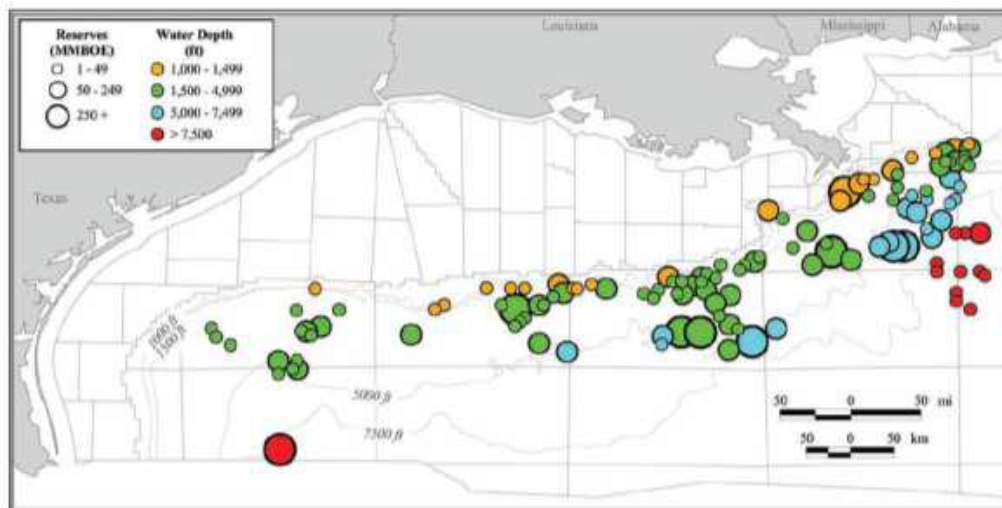 Louisiana
Mississippi
Alabama
Reserves
(MMBOE)
1 - 49
50 - 249
250 +
Water Depth
(ft)
1,000 - 1,499
1,500 - 4,999
5,000 - 7,499
> 7,500
Texas
1000 ft
1500 ft
5000 ft
7500 ft
50 0 50 mi
50 0 50 km